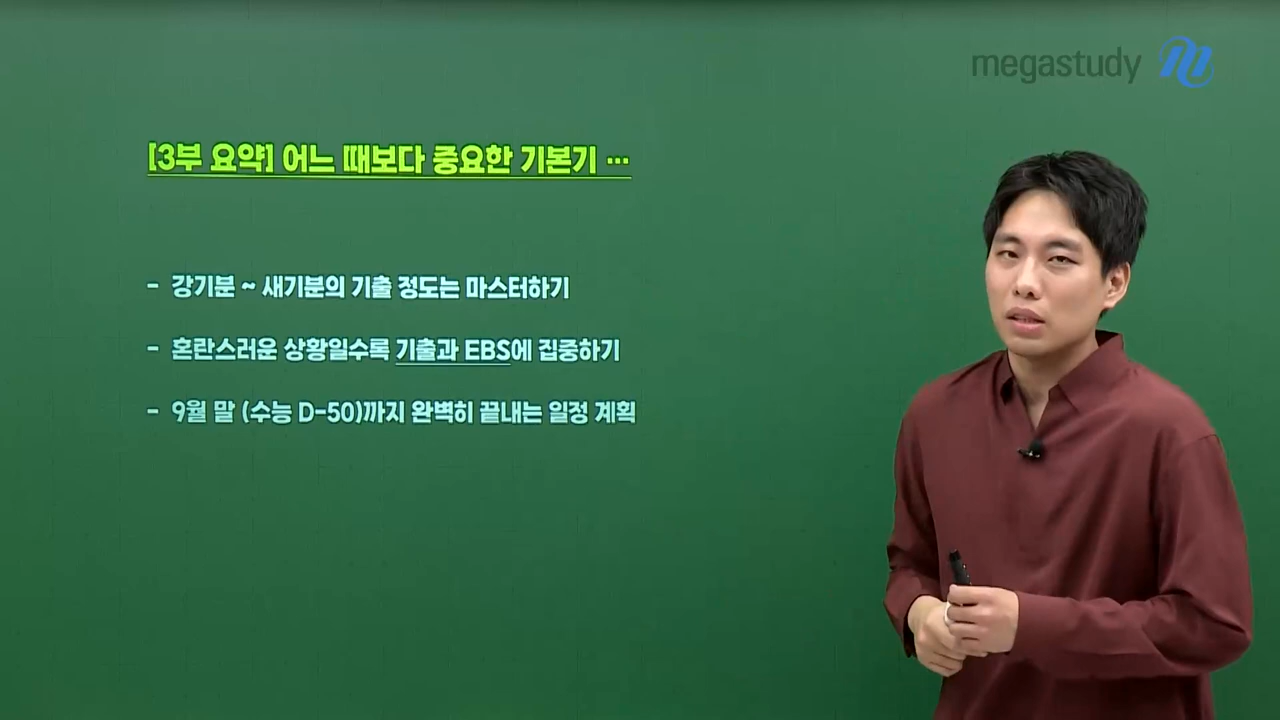 megastudy
[3부 요약] 어느 때보다 중요한 기본기 …
- 강기분 ~ 새기분의 기출 정도는 마스터하기
- 혼란스러운 상황일수록 기출과 EBS에 집중하기
- 9월 말 (수능 D-50)까지 완벽히 끝내는 일정 계획